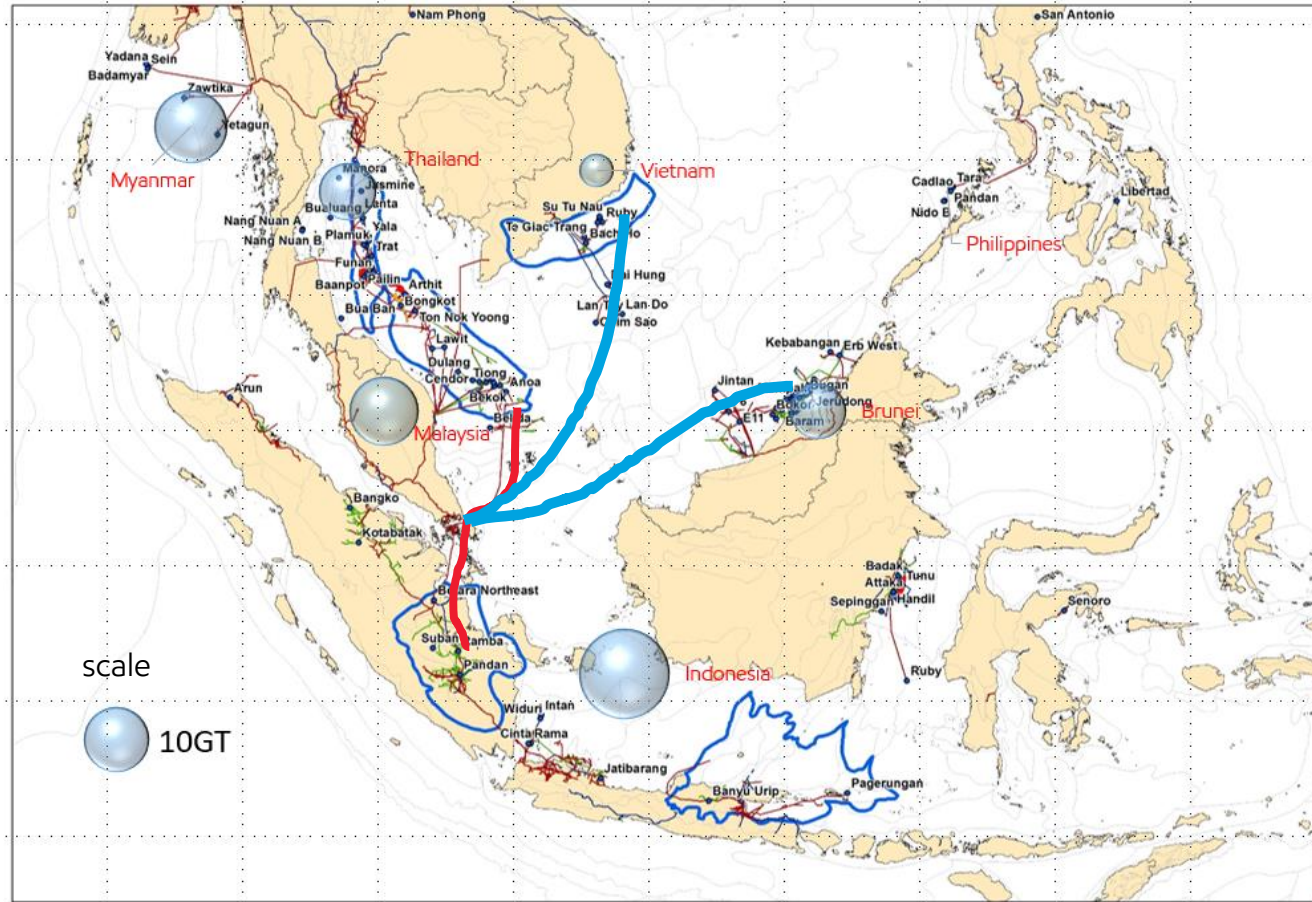 Nam Phong
San Antonio
Yadana Sein
Badamyar
Zawtika
Yetagun
Myanmar
Manora
Thailand
Jasmine
Vietnam
Bualuang Lanta
Nang Nuan A
Yala
Nang Nuan B
Plamuk
Trat
Funan
Baanpot
Pailin
Arthit
Bongkot
Bua Ban
Ton Nok Yoong
Lawit
Dulang
Cendor
Tiong
Anoa
Bekok
Malaysia
Su Tu Nau
Ruby
Te Giac Trang
Lan Do
Cadlao
Tara
Pandan
Nido B
Philippines
Libertad
Kebabangan
Erb West
Jintan
Bugan
Bokor
Jerudong
E11
Baram
Brunei
Arun
Bangko
Kotabatak
Northeast
Suban
Pandan
Badak
Tunu
Attaka
Handil
Sepinggan
Senoro
Ruby
Indonesia
scale
10GT
Widuri
Intan
Cinta
Rama
Jatibarang
Banyu Urip
Pagerungan